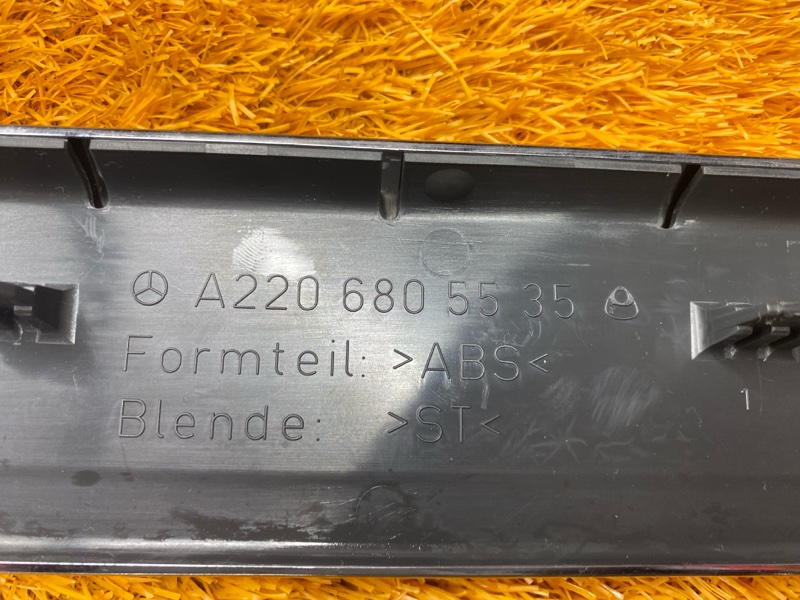 A220 680 55 35
Formteil: >ABS<
Blende: >ST<
1